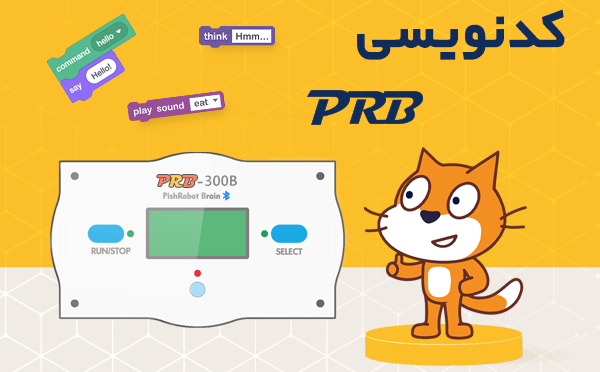 کدنویسی
PRB
command hello
say Hello!
think Hmm...
play sound eat
PRB-300B
PishRobot Brain
RUN/STOP
SELECT